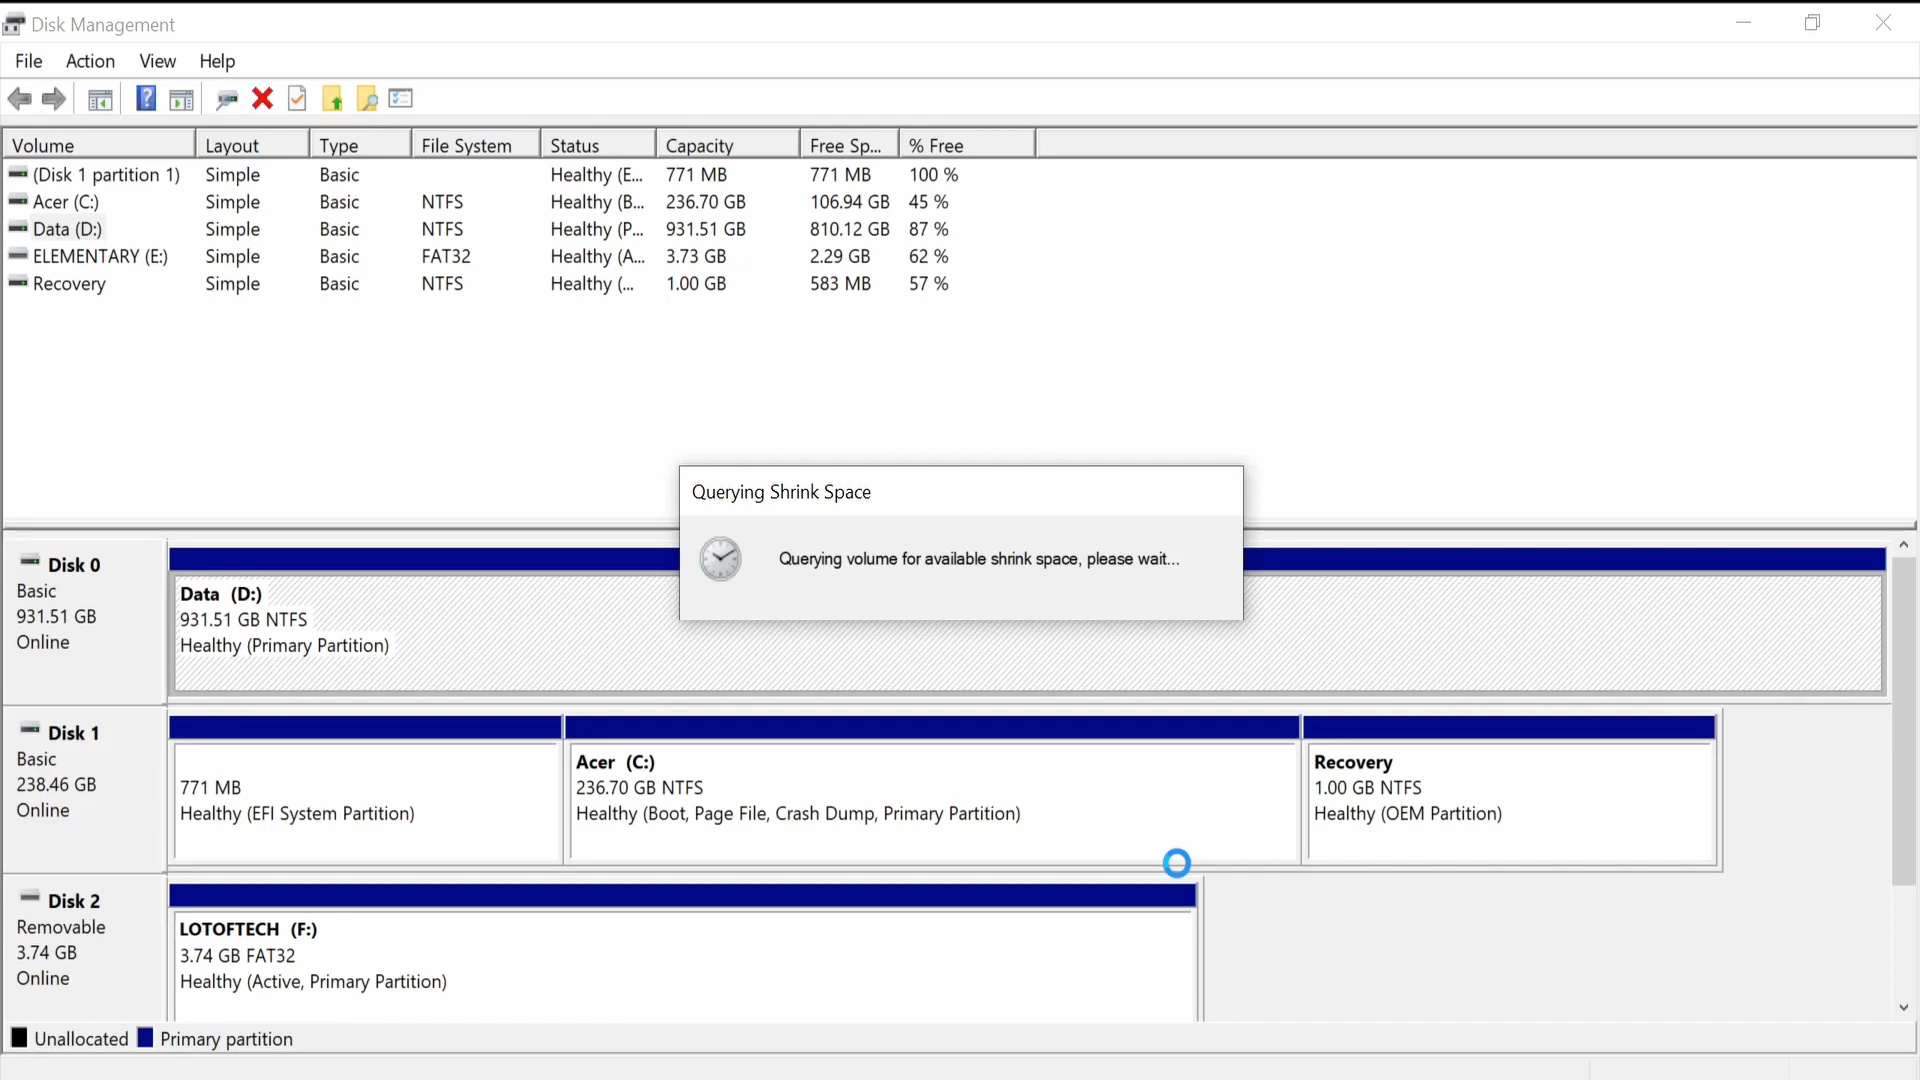 Disk Management
File Action View Help
Volume Layout Type File System Status Capacity Free Sp... % Free
(Disk 1 partition 1) Simple Basic Healthy (E... 771 MB 771 MB 100 %
Acer (C:) Simple Basic NTFS Healthy (B... 236.70 GB 106.94 GB 45 %
Data (D:) Simple Basic NTFS Healthy (P... 931.51 GB 810.12 GB 87 %
ELEMENTARY (E:) Simple Basic FAT32 Healthy (A... 3.73 GB 2.29 GB 62 %
Recovery Simple Basic NTFS Healthy (... 1.00 GB 583 MB 57 %
Querying Shrink Space
Querying volume for available shrink space, please wait...
Disk 0
Basic
931.51 GB
Online
Data (D:)
931.51 GB NTFS
Healthy (Primary Partition)
Disk 1
Basic
238.46 GB
Online
771 MB
Healthy (EFI System Partition)
Acer (C:)
236.70 GB NTFS
Healthy (Boot, Page File, Crash Dump, Primary Partition)
Recovery
1.00 GB NTFS
Healthy (OEM Partition)
Disk 2
Removable
3.74 GB
Online
LOTOFTECH (F:)
3.74 GB FAT32
Healthy (Active, Primary Partition)
Unallocated Primary partition